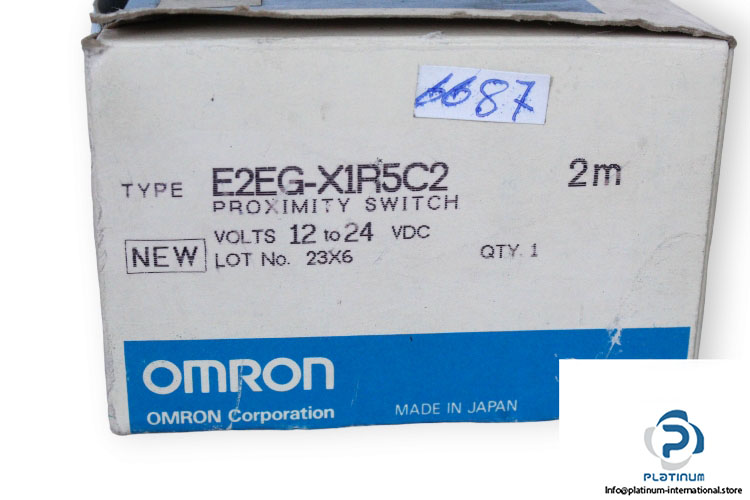 6687
TYPE E2EG-X1R5C2 2m
PROXIMITY SWITCH
VOLTS 12 to 24 VDC
NEW LOT No. 23X6 QTY. 1
OMRON
OMRON Corporation MADE IN JAPAN
PLATINUM
Info@platinum-international.store